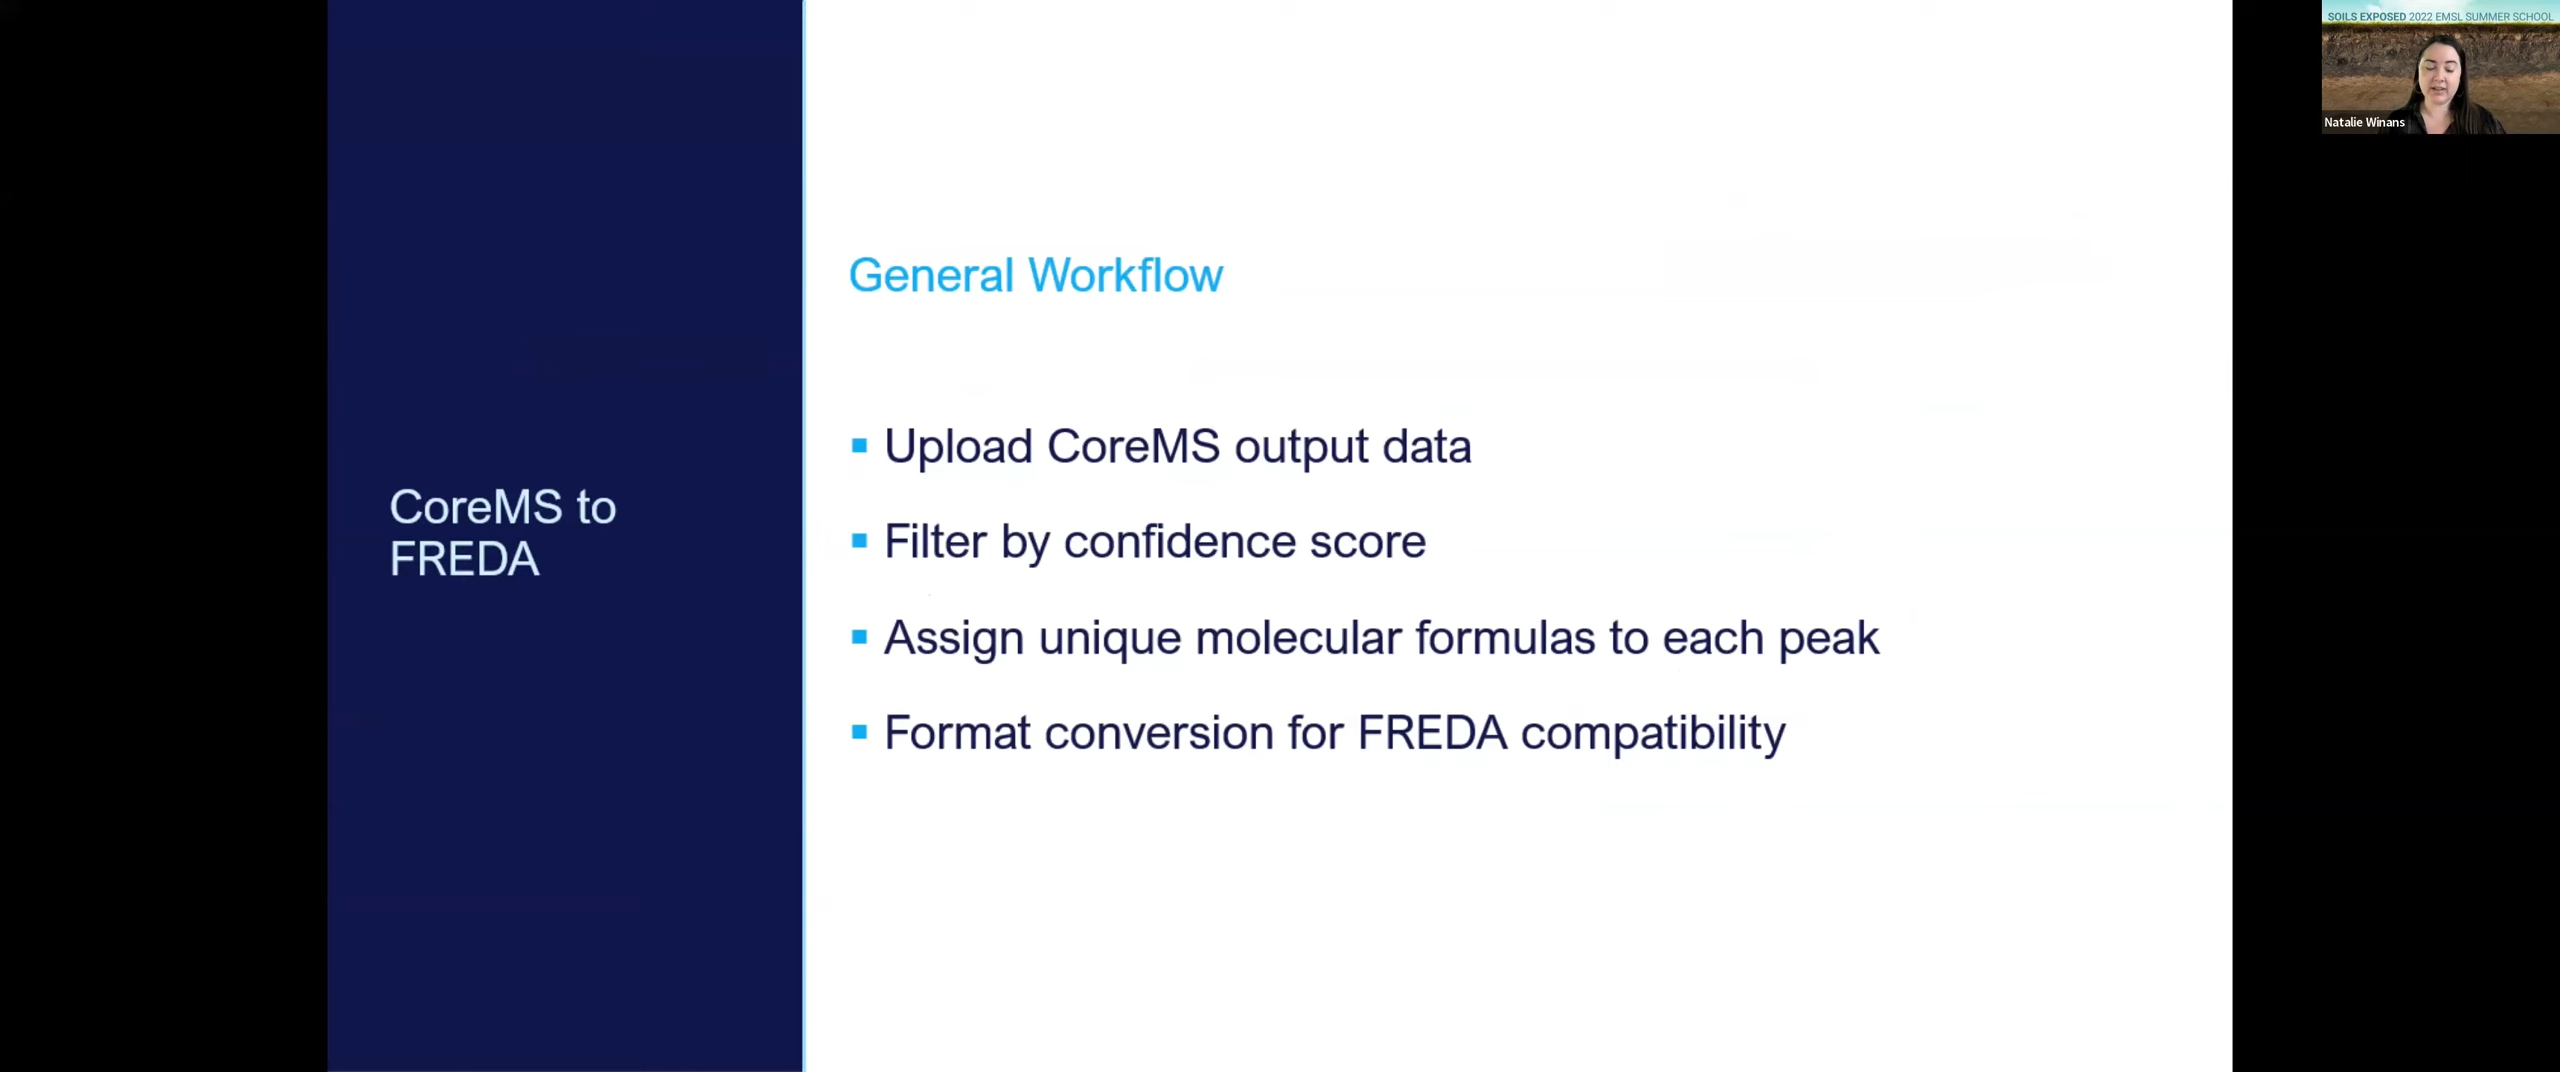 SOILS EXPOSED 2022 EMSL SUMMER SCHOOL
Natalie Winans
CoreMS to
FREDA
General Workflow
Upload CoreMS output data
Filter by confidence score
Assign unique molecular formulas to each peak
Format conversion for FREDA compatibility